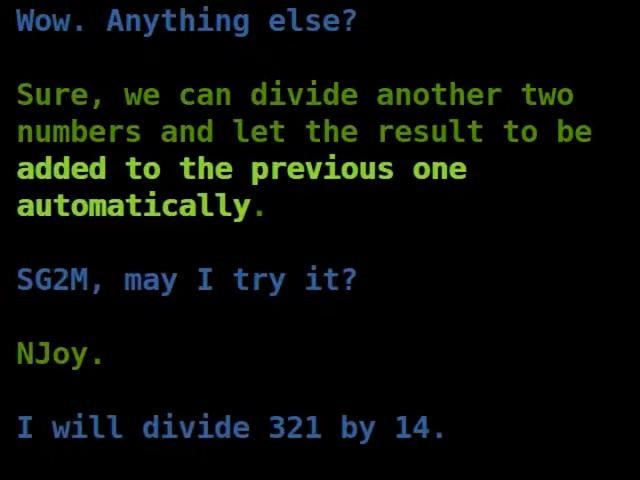 Wow. Anything else?
Sure, we can divide another two
numbers and let the result to be
added to the previous one
automatically.
SG2M, may I try it?
NJoy.
I will divide 321 by 14.